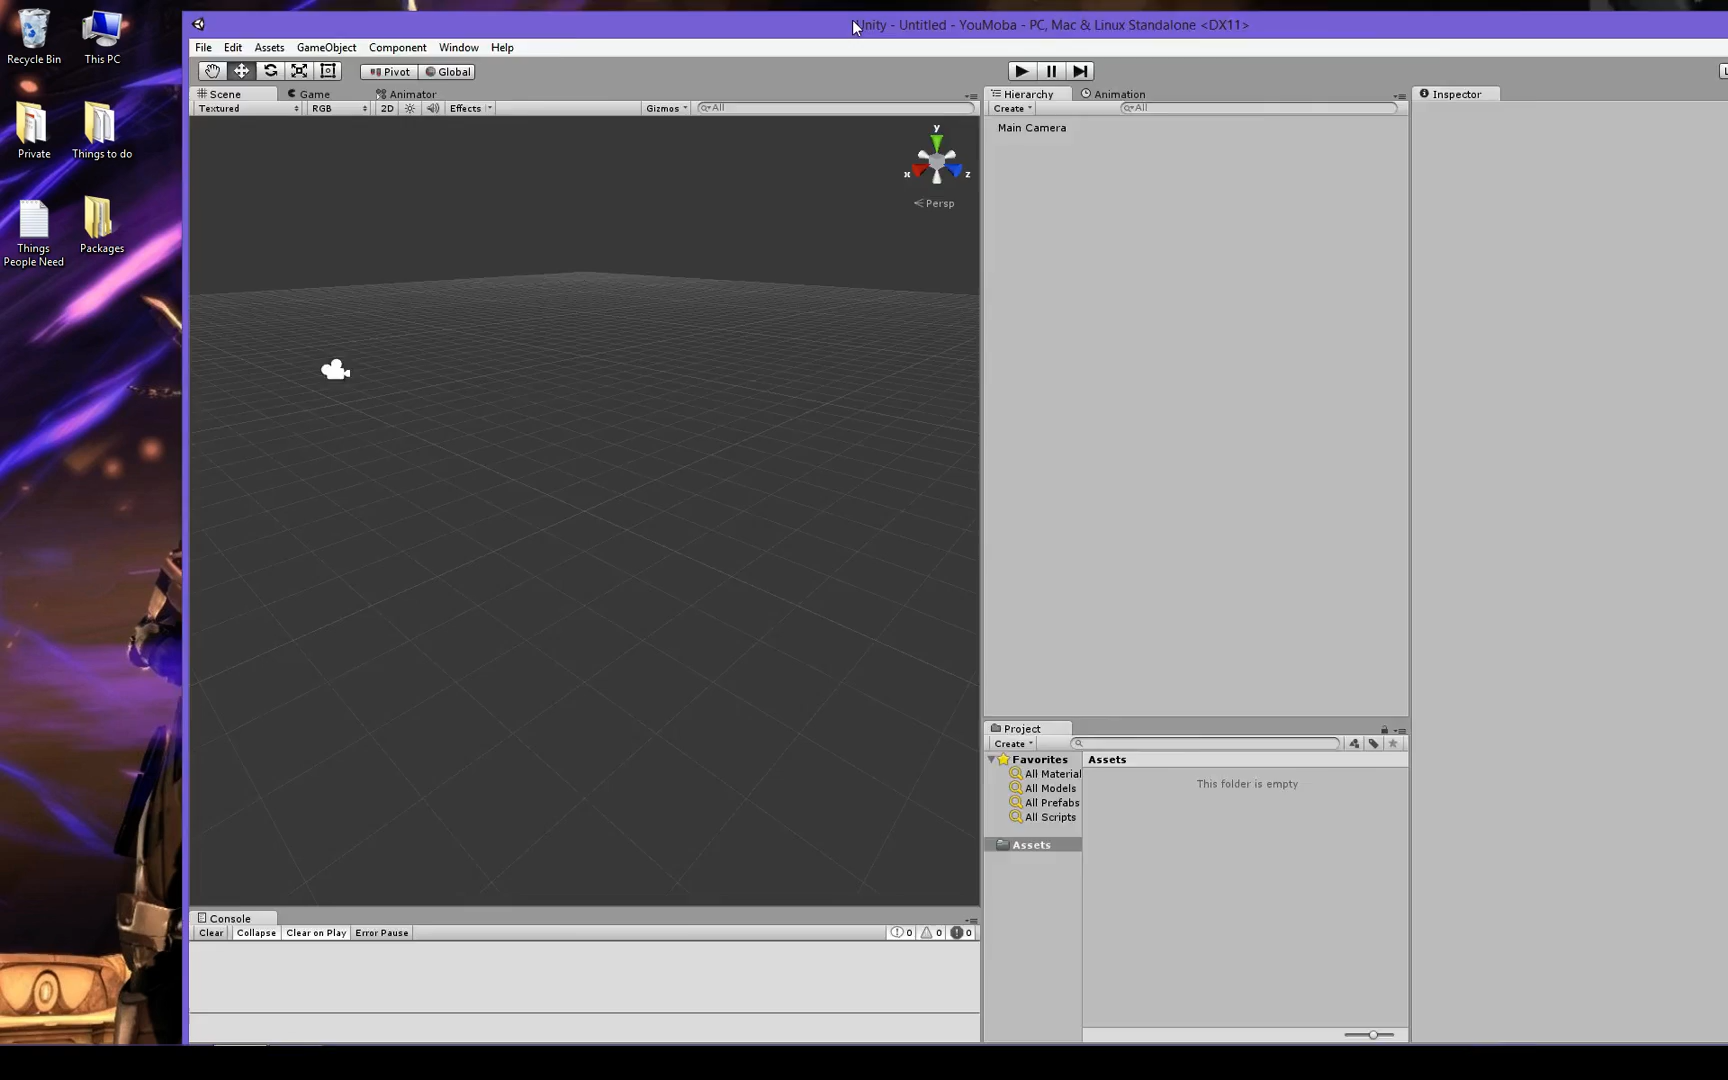 Unity - Untitled - YouMoba - PC, Mac & Linux Standalone <DX11>
Recycle Bin
This PC
Private
Things to do
Things People Need
Packages
File Edit Assets GameObject Component Window Help
Pivot Global
Scene Game Animator
Textured RGB 2D Effects Gizmos All
y
x z
Persp
Hierarchy Animation
Create All
Main Camera
Inspector
Project
Create
Favorites
All Material
All Models
All Prefabs
All Scripts
Assets
Assets
This folder is empty
Console
Clear Collapse Clear on Play Error Pause 0 0 0